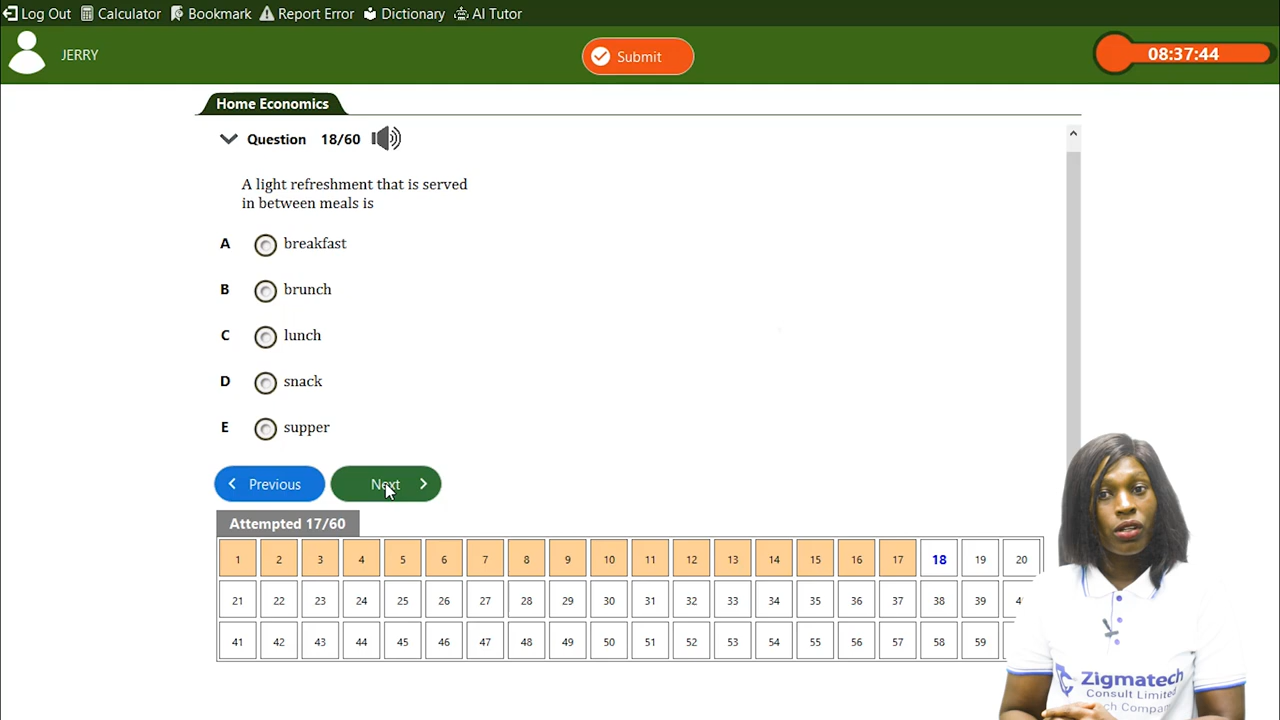 Log Out Calculator Bookmark Report Error Dictionary AI Tutor
JERRY
Submit
08:37:44
Home Economics
Question 18/60
A light refreshment that is served
in between meals is
A breakfast
B brunch
C lunch
D snack
E supper
Previous Next
Attempted 17/60
1 2 3 4 5 6 7 8 9 10 11 12 13 14 15 16 17 18 19 20
21 22 23 24 25 26 27 28 29 30 31 32 33 34 35 36 37 38 39
41 42 43 44 45 46 47 48 49 50 51 52 53 54 55 56 57 58 59
Zigmatech
Consult Limited